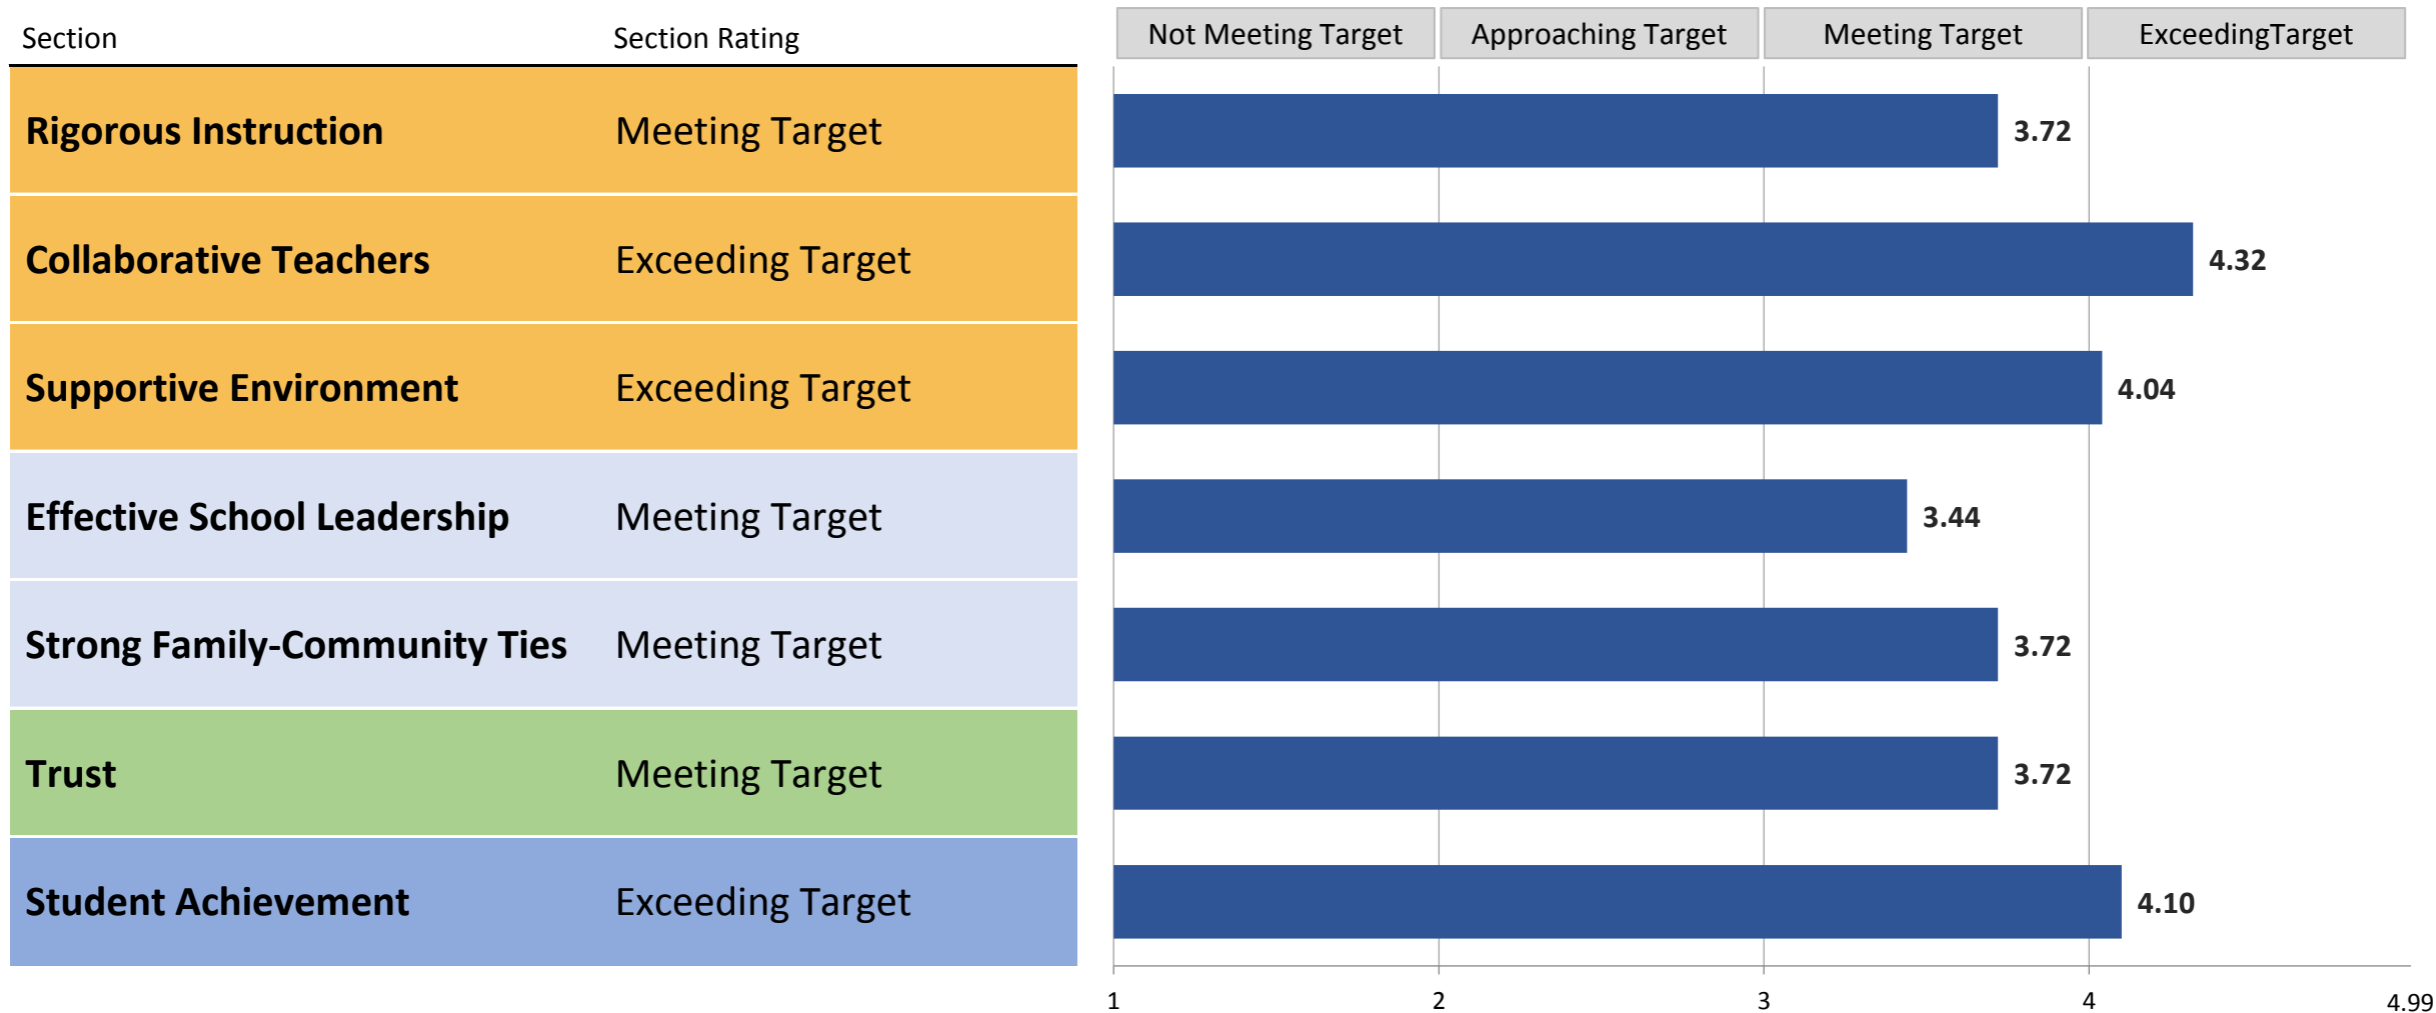 Section Section Rating Not Meeting Target Approaching Target Meeting Target ExceedingTarget
Rigorous Instruction Meeting Target 3.72
Collaborative Teachers Exceeding Target 4.32
Supportive Environment Exceeding Target 4.04
Effective School Leadership Meeting Target 3.44
Strong Family-Community Ties Meeting Target 3.72
Trust Meeting Target 3.72
Student Achievement Exceeding Target 4.10
1 2 3 4 4.99